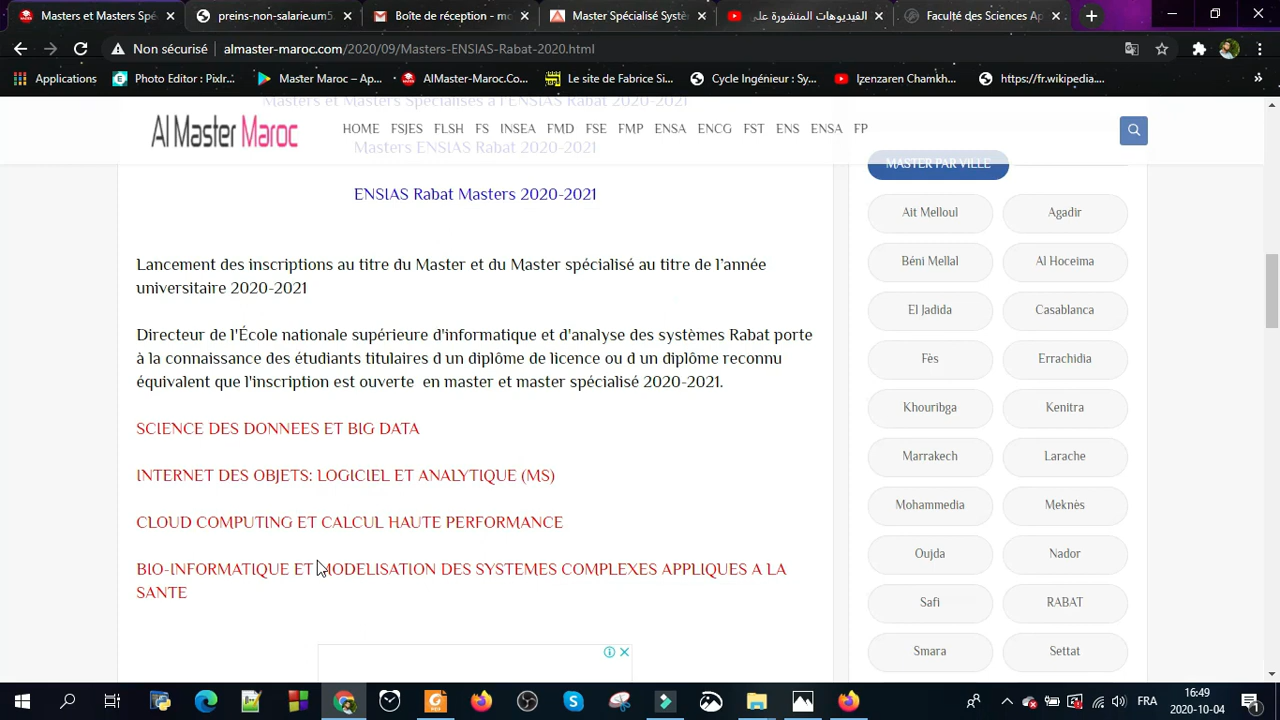 Masters et Masters Spé
preins-non-salarie.um5
Boîte de réception - mo
Master Spécialisé Systè
الفيديوهات المنشورة على
Faculté des Sciences Ap
Non sécurisé
almaster-maroc.com/2020/09/Masters-ENSIAS-Rabat-2020.html
Applications
Photo Editor : Pixlr...
Master Maroc – Ap...
AlMaster-Maroc.Co...
Le site de Fabrice Si...
Cycle Ingénieur : Sy...
Izenzaren Chamkh...
https://fr.wikipedia....
Masters et Masters Spécialisés à l'ENSIAS Rabat 2020-2021
Al Master Maroc
HOME FSJES FLSH FS INSEA FMD FSE FMP ENSA ENCG FST ENS ENSA FP
Masters ENSIAS Rabat 2020-2021
ENSIAS Rabat Masters 2020-2021
Lancement des inscriptions au titre du Master et du Master spécialisé au titre de l’année
universitaire 2020-2021
Directeur de l'École nationale supérieure d'informatique et d'analyse des systèmes Rabat porte
à la connaissance des étudiants titulaires d un diplôme de licence ou d un diplôme reconnu
équivalent que l'inscription est ouverte en master et master spécialisé 2020-2021.
SCIENCE DES DONNEES ET BIG DATA
INTERNET DES OBJETS: LOGICIEL ET ANALYTIQUE (MS)
CLOUD COMPUTING ET CALCUL HAUTE PERFORMANCE
BIO-INFORMATIQUE ET MODELISATION DES SYSTEMES COMPLEXES APPLIQUES A LA
SANTE
MASTER PAR VILLE
Ait Melloul
Agadir
Béni Mellal
Al Hoceima
El Jadida
Casablanca
Fès
Errachidia
Khouribga
Kenitra
Marrakech
Larache
Mohammedia
Meknès
Oujda
Nador
Safi
RABAT
Smara
Settat
FRA
16:49
2020-10-04